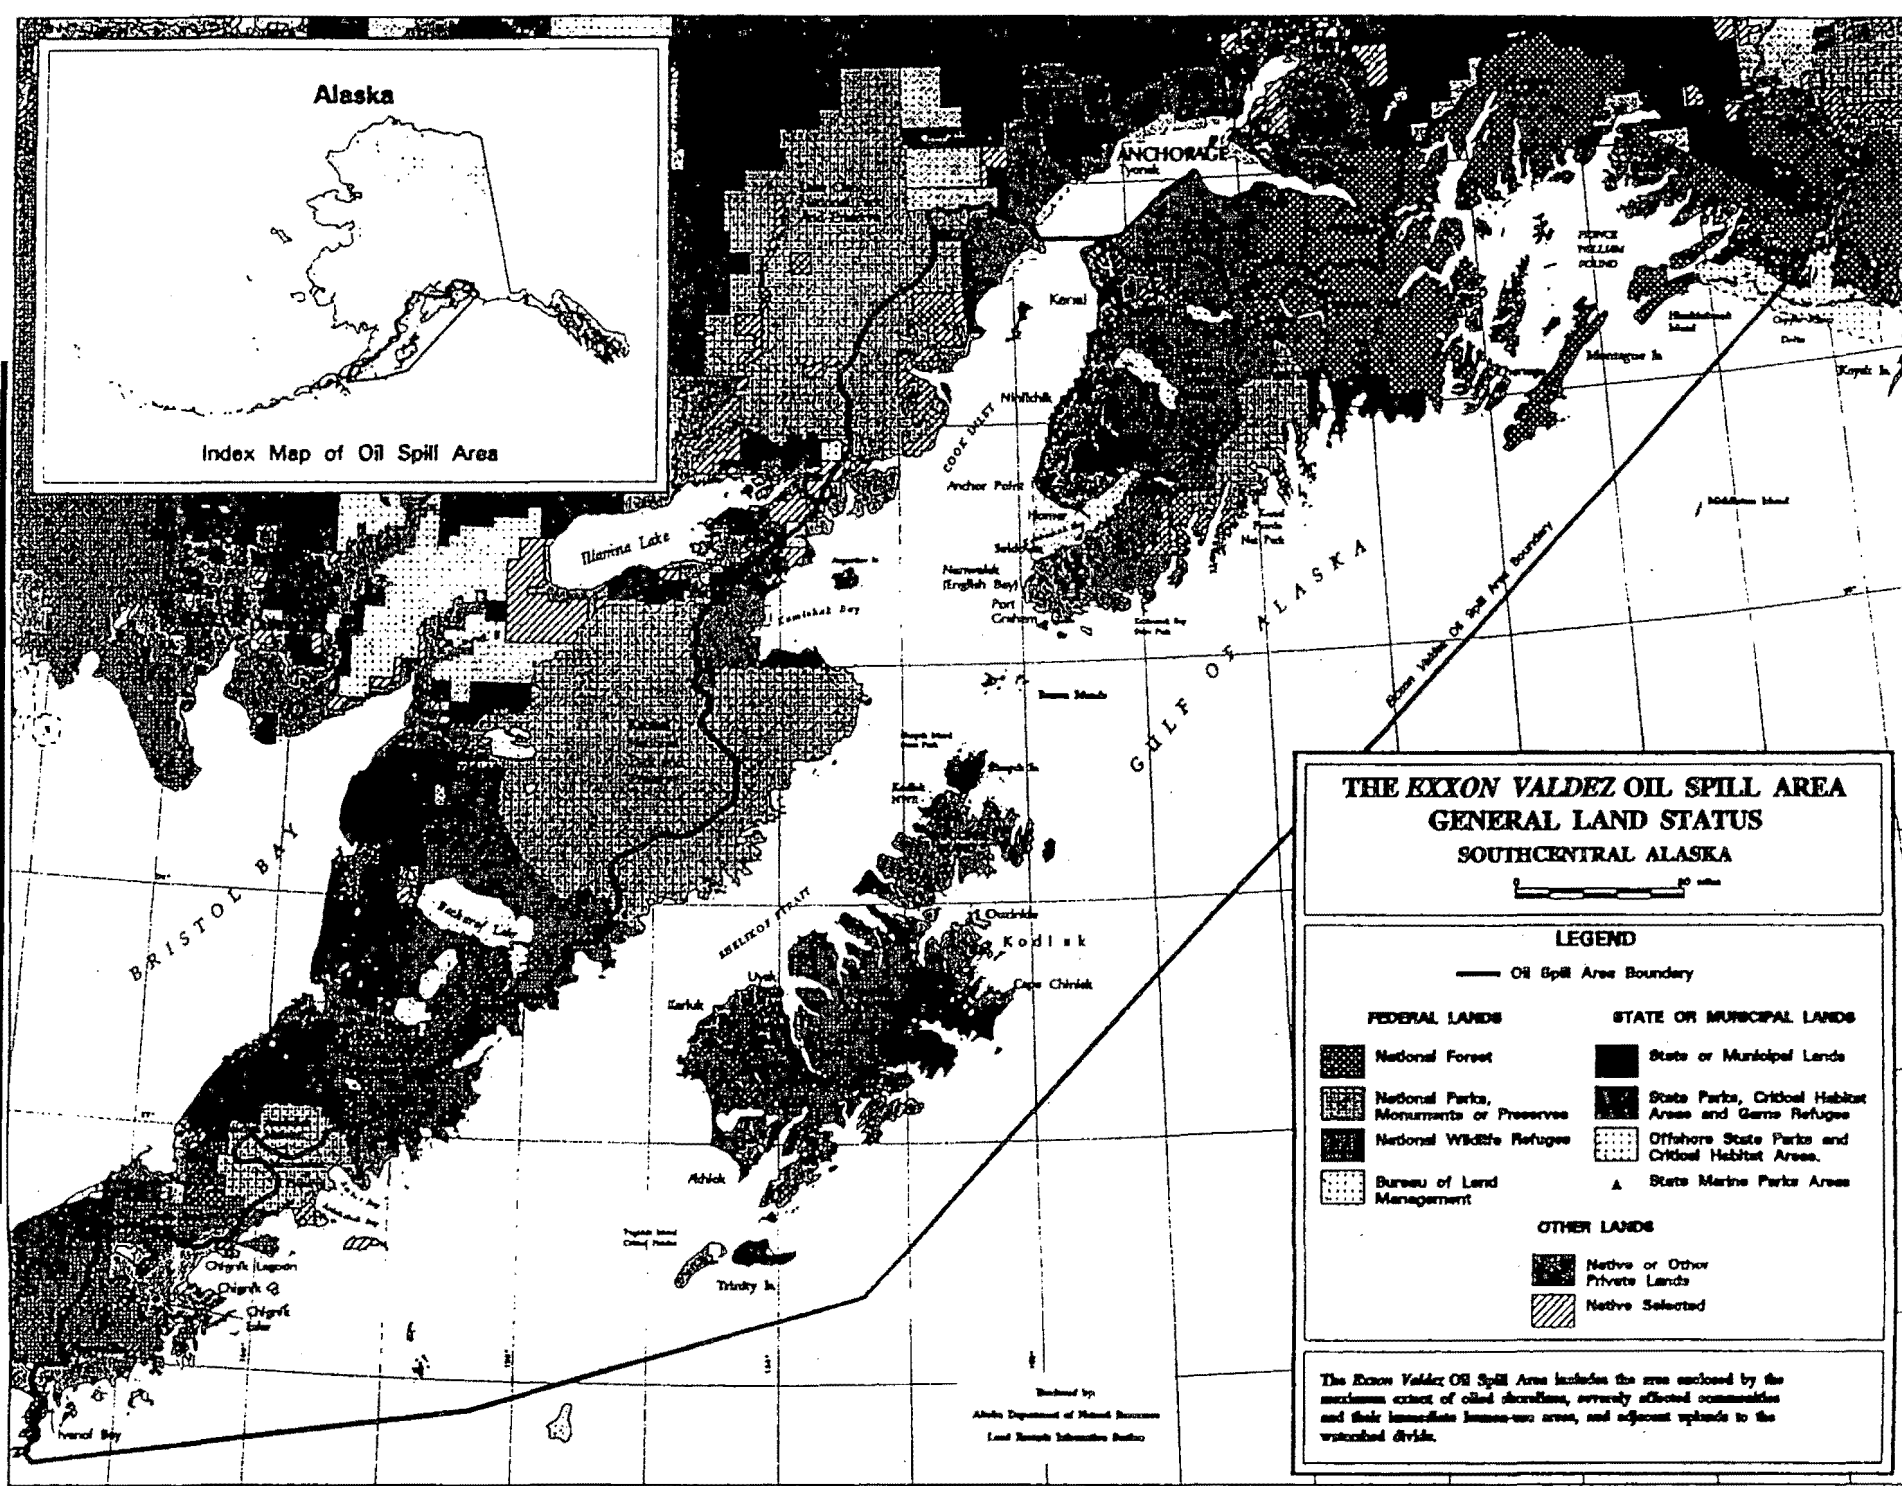 Alaska
Index Map of Oil Spill Area
ANCHORAGE
Tyonek
PRINCE
WILLIAM
SOUND
Kenai
Montague Is
Kayak Is
Ninilchik
COOK INLET
Anchor Point
Homer
Middleton Island
Iliamna Lake
Seldovia
Nanwalek
(English Bay)
Port
Graham
Kamishak Bay
Barren Islands
GULF OF ALASKA
Exxon Valdez Oil Spill Area Boundary
Kodiak
NWR
BRISTOL BAY
Becharof Lake
SHELIKOF STRAIT
Ouzinkie
Kodiak
Cape Chiniak
Uyak
Karluk
Akhiok
Trinity Is
Chignik Lagoon
Chignik
Chignik
Lake
Ivanof Bay
Produced by:
Alaska Department of Natural Resources
THE EXXON VALDEZ OIL SPILL AREA
GENERAL LAND STATUS
SOUTHCENTRAL ALASKA
LEGEND
Oil Spill Area Boundary
FEDERAL LANDS
National Forest
National Parks,
Monuments or Preserves
National Wildlife Refuges
Bureau of Land
Management
STATE OR MUNICIPAL LANDS
State or Municipal Lands
State Parks, Critical Habitat
Areas and Game Refuges
Offshore State Parks and
Critical Habitat Areas.
State Marine Parks Areas
OTHER LANDS
Native or Other
Private Lands
Native Selected
The Exxon Valdez Oil Spill Area includes the area enclosed by the
maximum extent of oiled shorelines, severely affected communities
and their immediate human-use areas, and adjacent uplands to the
watershed divide.